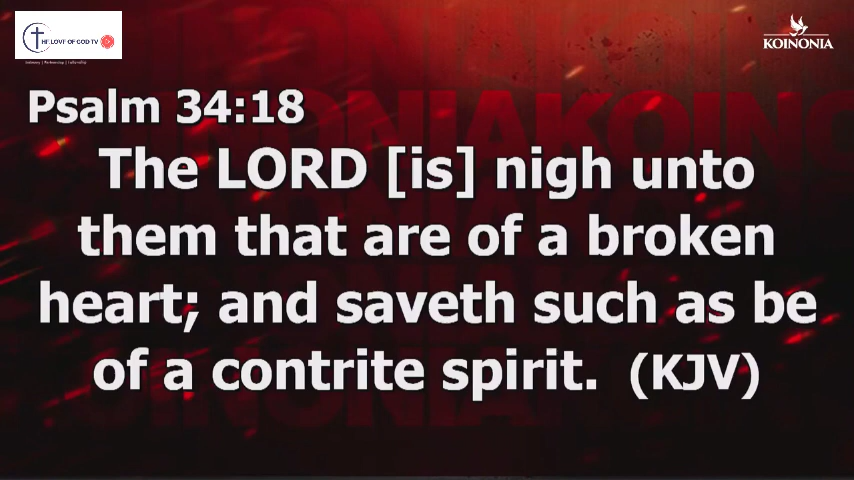 THE LOVE OF GOD TV
KOINONIA
Psalm 34:18
The LORD [is] nigh unto
them that are of a broken
heart; and saveth such as be
of a contrite spirit. (KJV)